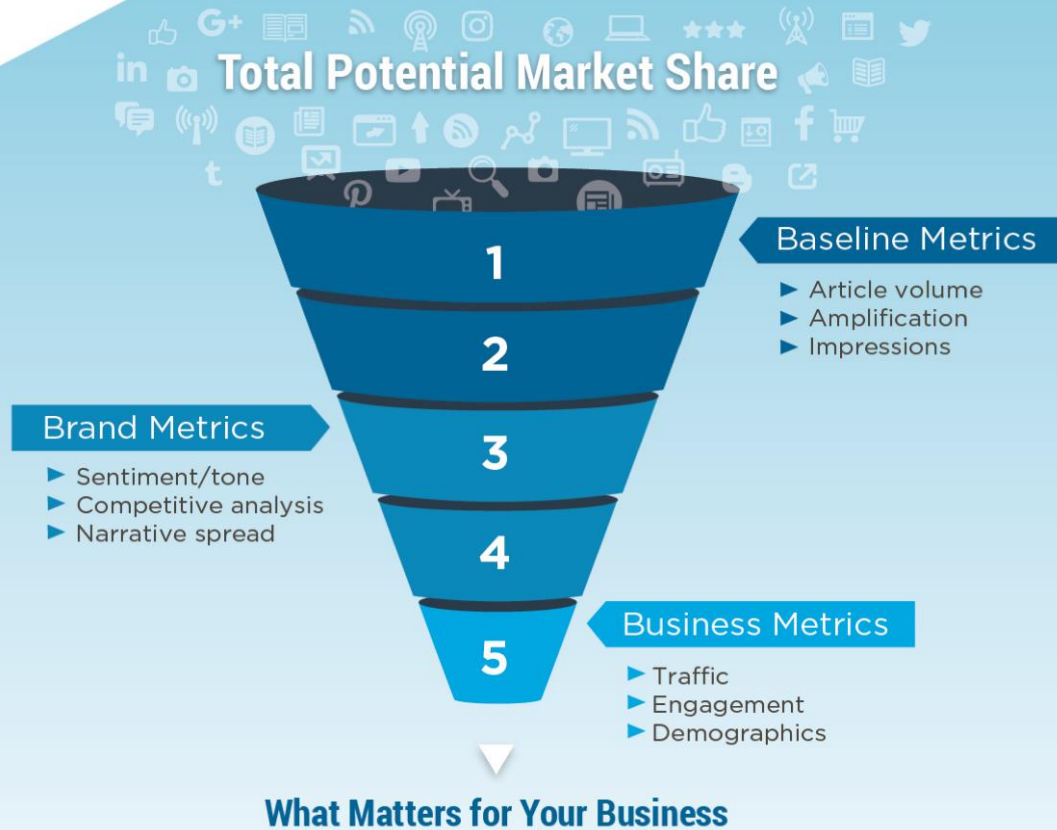 Total Potential Market Share
1
Baseline Metrics
Article volume
Amplification
Impressions
2
Brand Metrics
Sentiment/tone
Competitive analysis
Narrative spread
3
4
5
Business Metrics
Traffic
Engagement
Demographics
What Matters for Your Business